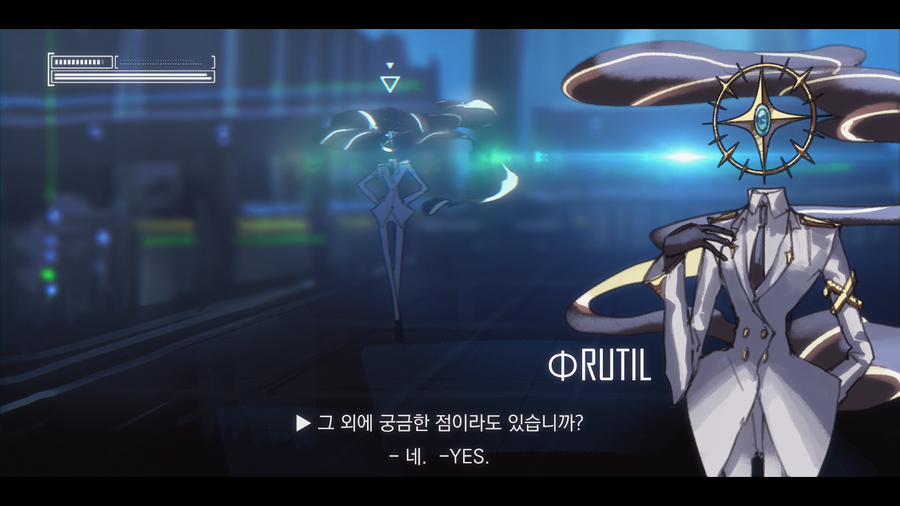 ΦRUTIL
▶ 그 외에 궁금한 점이라도 있습니까?
- 네. -YES.